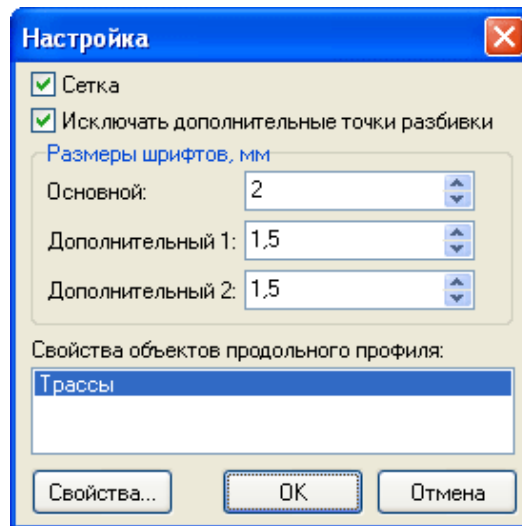 Настройка
Сетка
Исключать дополнительные точки разбивки
Размеры шрифтов, мм
Основной: 2
Дополнительный 1: 1,5
Дополнительный 2: 1,5
Свойства объектов продольного профиля:
Трассы
Свойства... OK Отмена